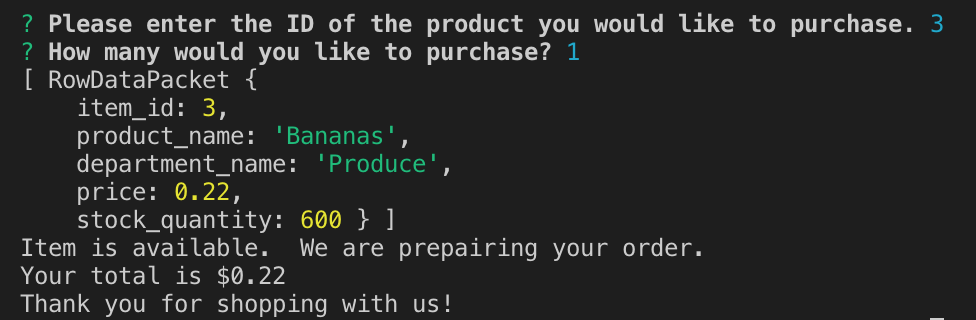 ? Please enter the ID of the product you would like to purchase. 3
? How many would you like to purchase? 1
[ RowDataPacket {
    item_id: 3,
    product_name: 'Bananas',
    department_name: 'Produce',
    price: 0.22,
    stock_quantity: 600 } ]
Item is available.  We are prepairing your order.
Your total is $0.22
Thank you for shopping with us!